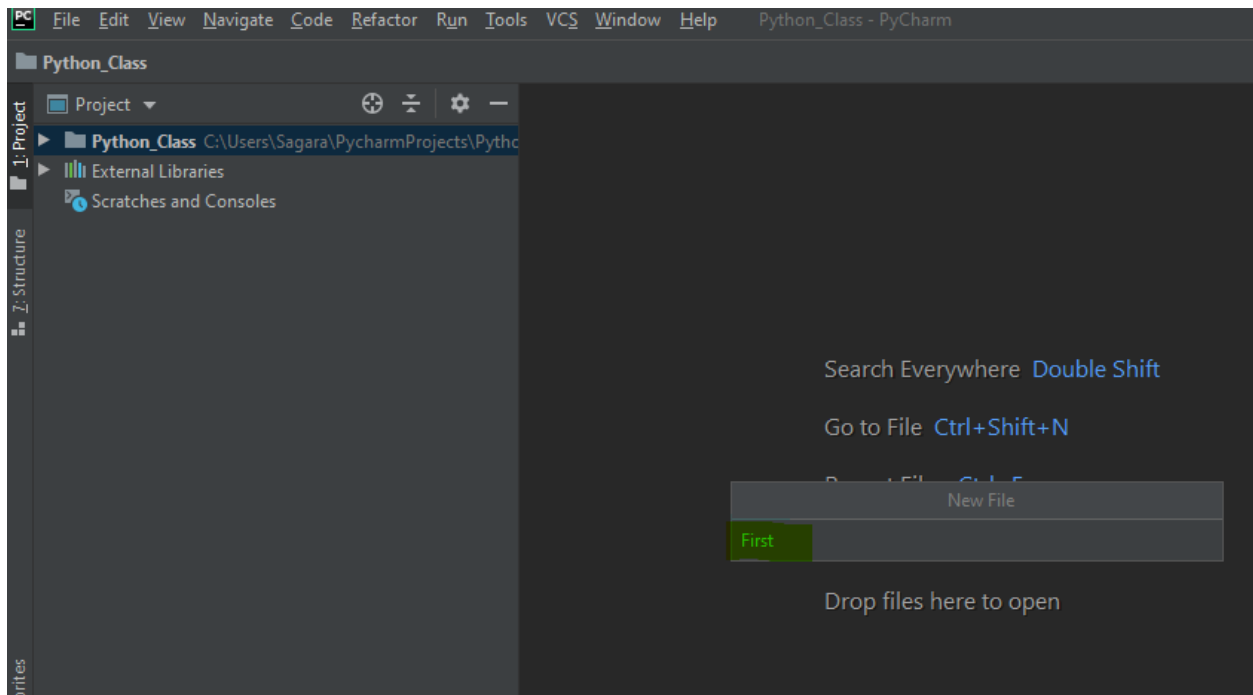 PC File Edit View Navigate Code Refactor Run Tools VCS Window Help Python_Class - PyCharm
Python_Class
1: Project
Project
Python_Class C:\Users\Sagara\PycharmProjects\Pytho
External Libraries
Scratches and Consoles
7: Structure
Search Everywhere Double Shift
Go to File Ctrl+Shift+N
New File
First
Drop files here to open